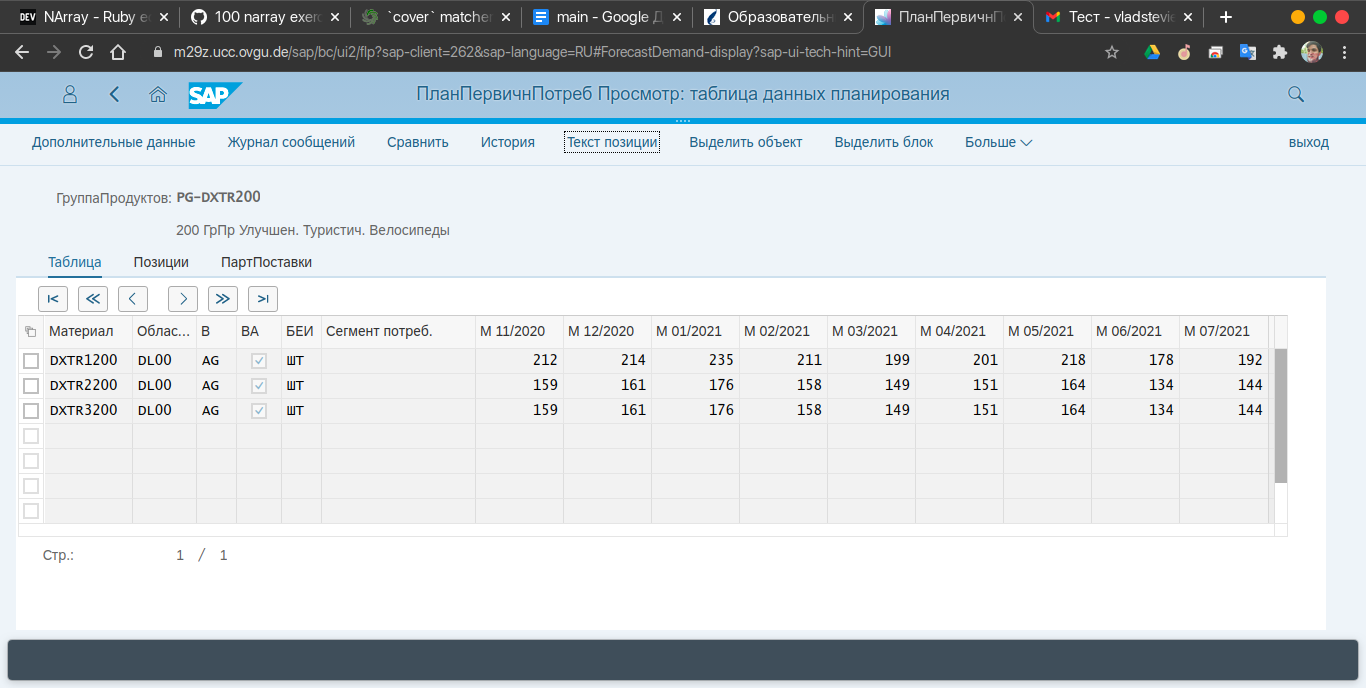 DEV NArray - Ruby ec
100 narray exerc
`cover` matcher
main - Google Д
Образовательн
ПланПервичнП
Тест - vladstevie
m29z.ucc.ovgu.de/sap/bc/ui2/flp?sap-client=262&sap-language=RU#ForecastDemand-display?sap-ui-tech-hint=GUI
SAP ПланПервичнПотреб Просмотр: таблица данных планирования
Дополнительные данные Журнал сообщений Сравнить История Текст позиции Выделить объект Выделить блок Больше выход
ГруппаПродуктов: PG-DXTR200
200 ГрПр Улучшен. Туристич. Велосипеды
Таблица Позиции ПартПоставки
Материал Облас... В ВА БЕИ Сегмент потреб. M 11/2020 M 12/2020 M 01/2021 M 02/2021 M 03/2021 M 04/2021 M 05/2021 M 06/2021 M 07/2021
DXTR1200 DL00 AG ШТ 212 214 235 211 199 201 218 178 192
DXTR2200 DL00 AG ШТ 159 161 176 158 149 151 164 134 144
DXTR3200 DL00 AG ШТ 159 161 176 158 149 151 164 134 144
Стр.: 1 / 1